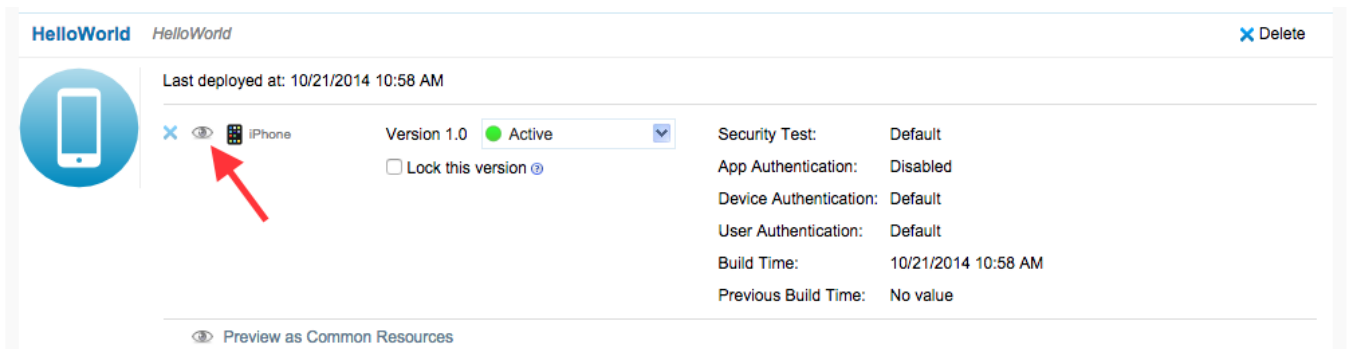 HelloWorld HelloWorld Delete
Last deployed at: 10/21/2014 10:58 AM
iPhone Version 1.0 Active Security Test: Default
Lock this version ? App Authentication: Disabled
Device Authentication: Default
User Authentication: Default
Build Time: 10/21/2014 10:58 AM
Previous Build Time: No value
Preview as Common Resources